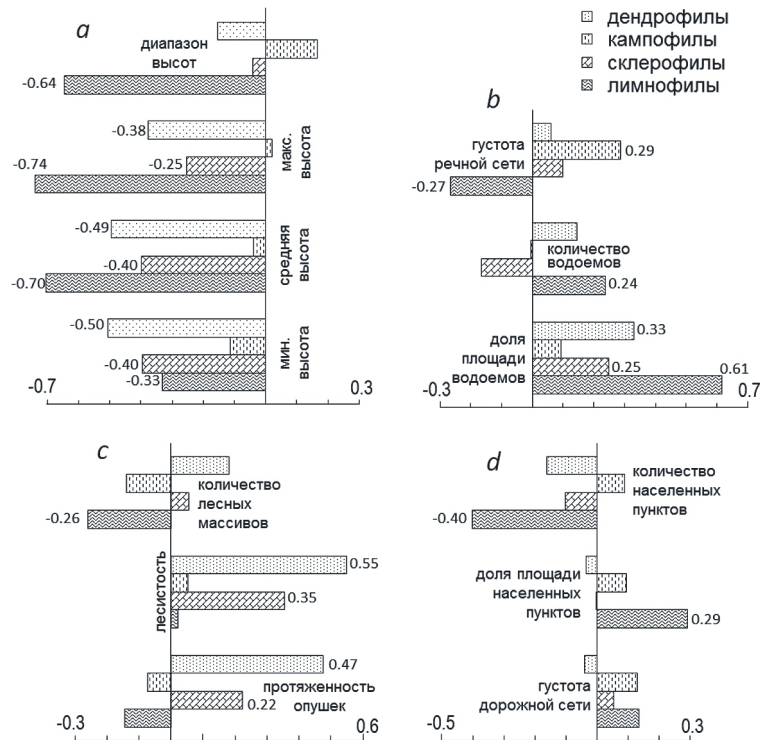 дендрофилы
кампофилы
склерофилы
лимнофилы
a
диапазон
высот
-0.64
-0.38
-0.25
-0.74
макс.
высота
-0.49
-0.40
-0.70
средняя
высота
-0.50
-0.40
-0.33
мин.
высота
-0.7
0.3
b
густота
речной сети
0.29
-0.27
количество
водоемов
0.24
доля
площади
водоемов
0.33
0.25
0.61
-0.3
0.7
c
количество
лесных
массивов
-0.26
лесистость
0.55
0.35
0.47
протяженность
опушек
0.22
-0.3
0.6
d
количество
населенных
пунктов
-0.40
доля площади
населенных
пунктов
0.29
густота
дорожной сети
-0.5
0.3